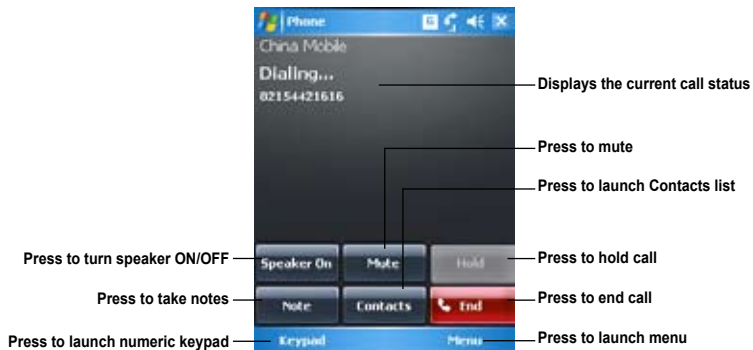 Phone
China Mobile
Dialing...
02154421616
Displays the current call status
Press to mute
Press to launch Contacts list
Press to turn speaker ON/OFF
Speaker On
Mute
Hold
Press to hold call
Press to take notes
Note
Contacts
End
Press to end call
Press to launch numeric keypad
Keypad
Menu
Press to launch menu